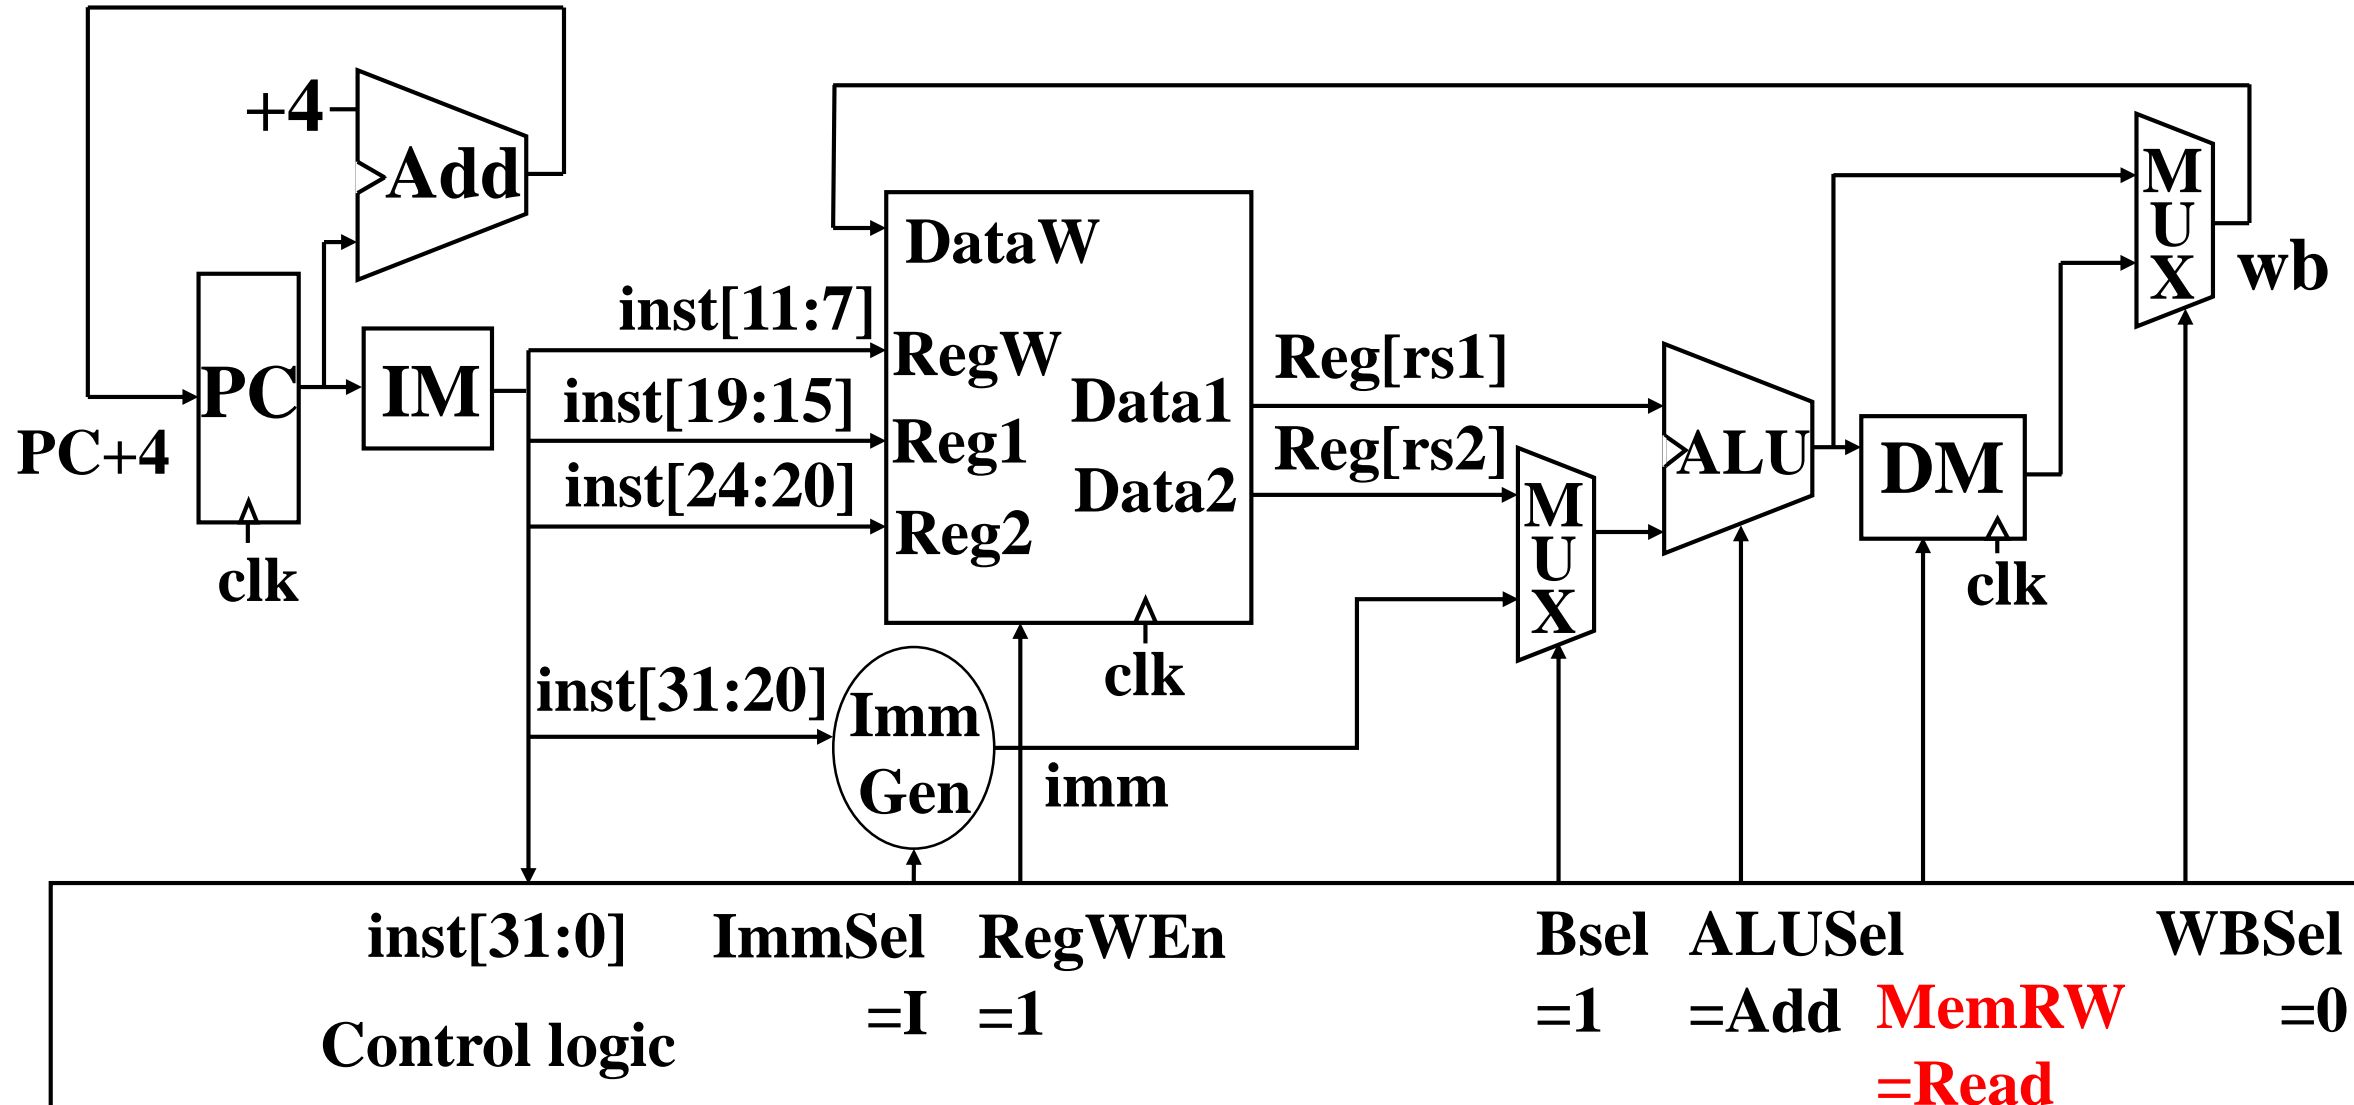 +4
Add
DataW
inst[11:7]
PC
IM
RegW
inst[19:15]
Data1
Reg[rs1]
PC+4
Reg1
inst[24:20]
Data2
Reg[rs2]
Reg2
clk
clk
M
U
X
ALU
DM
clk
M
U
X
wb
inst[31:20]
Imm
Gen
imm
inst[31:0]
ImmSel
=I
RegWEn
=1
Bsel
=1
ALUSel
=Add
MemRW
=Read
WBSel
=0
Control logic